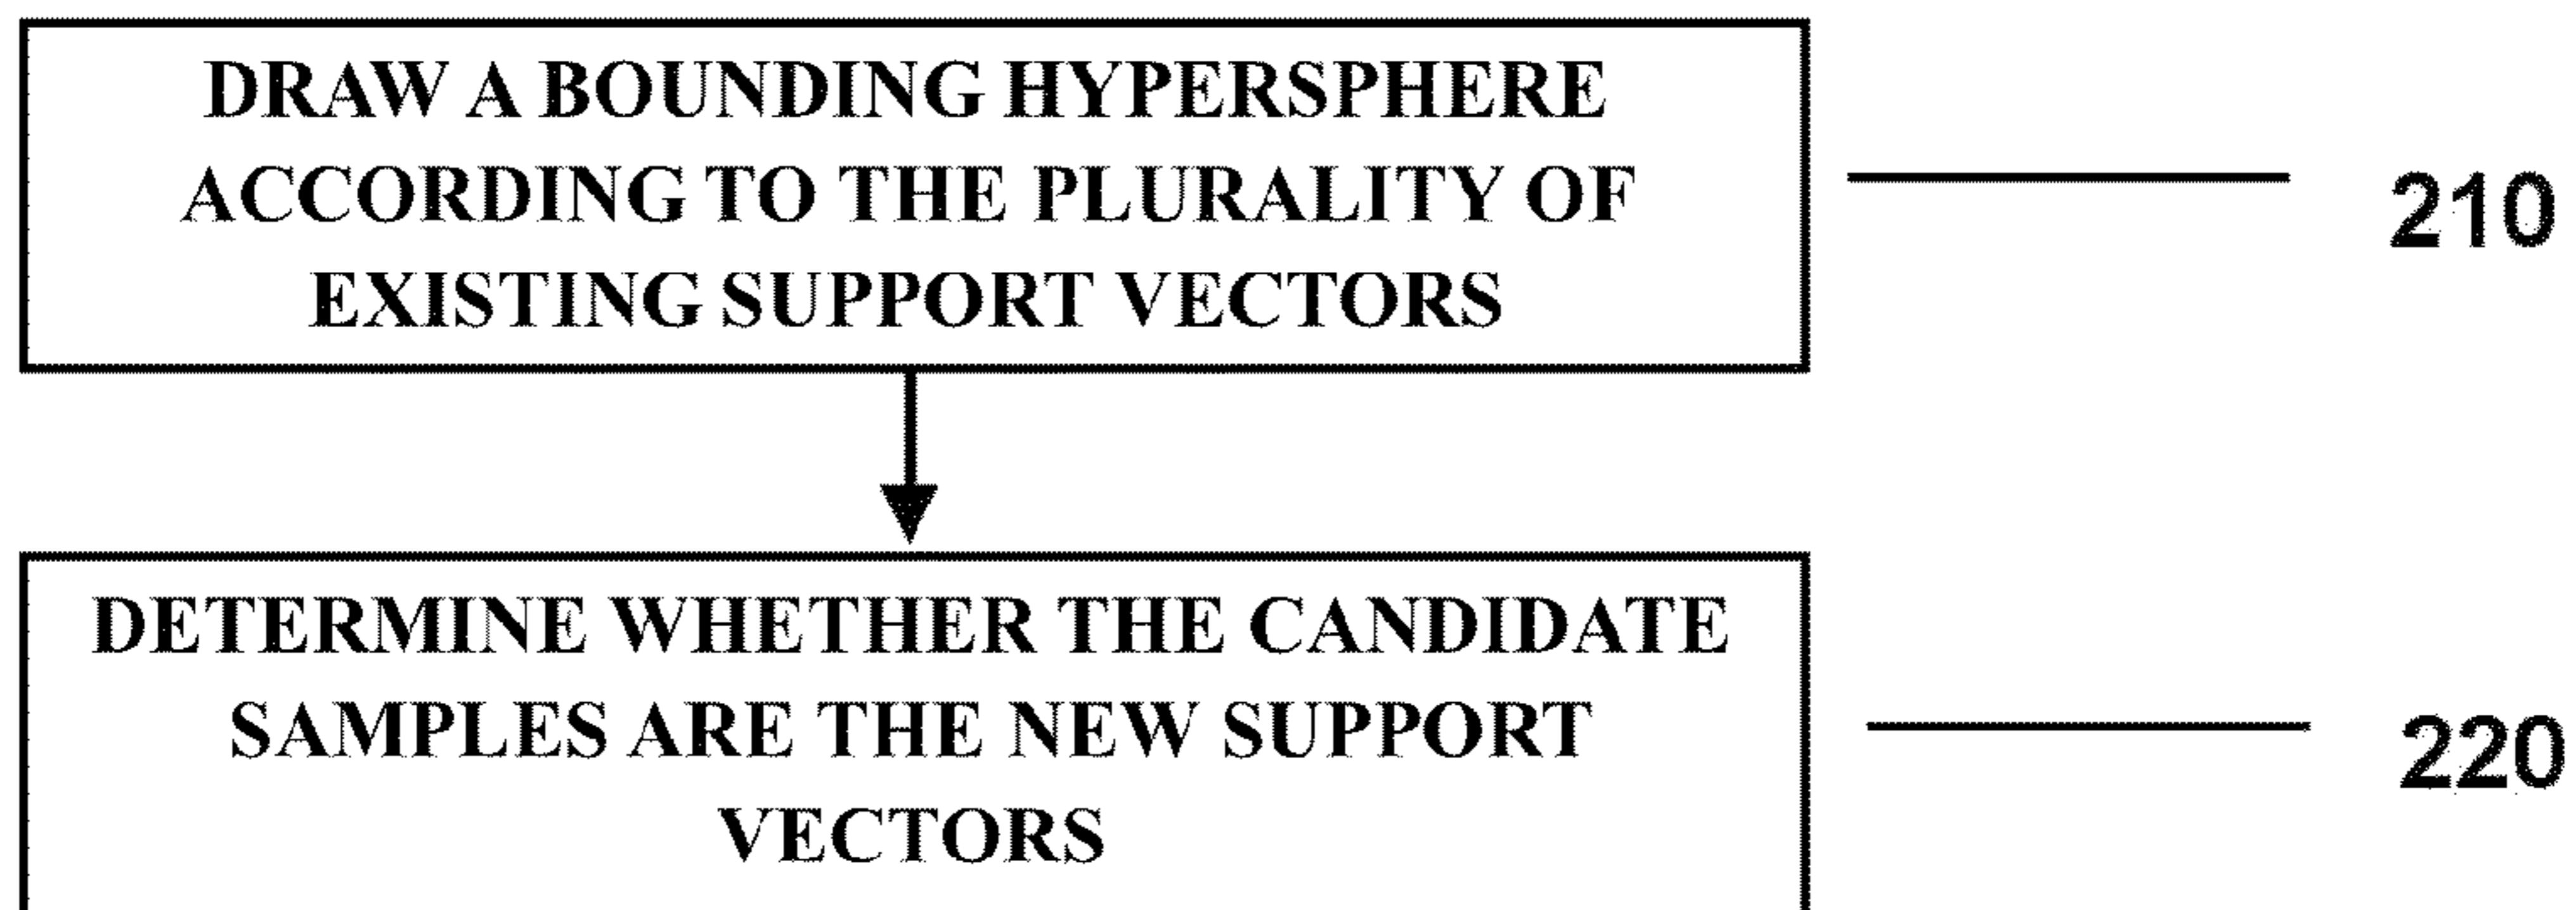 DRAW A BOUNDING HYPERSPHERE
ACCORDING TO THE PLURALITY OF
EXISTING SUPPORT VECTORS
210
DETERMINE WHETHER THE CANDIDATE
SAMPLES ARE THE NEW SUPPORT
VECTORS
220